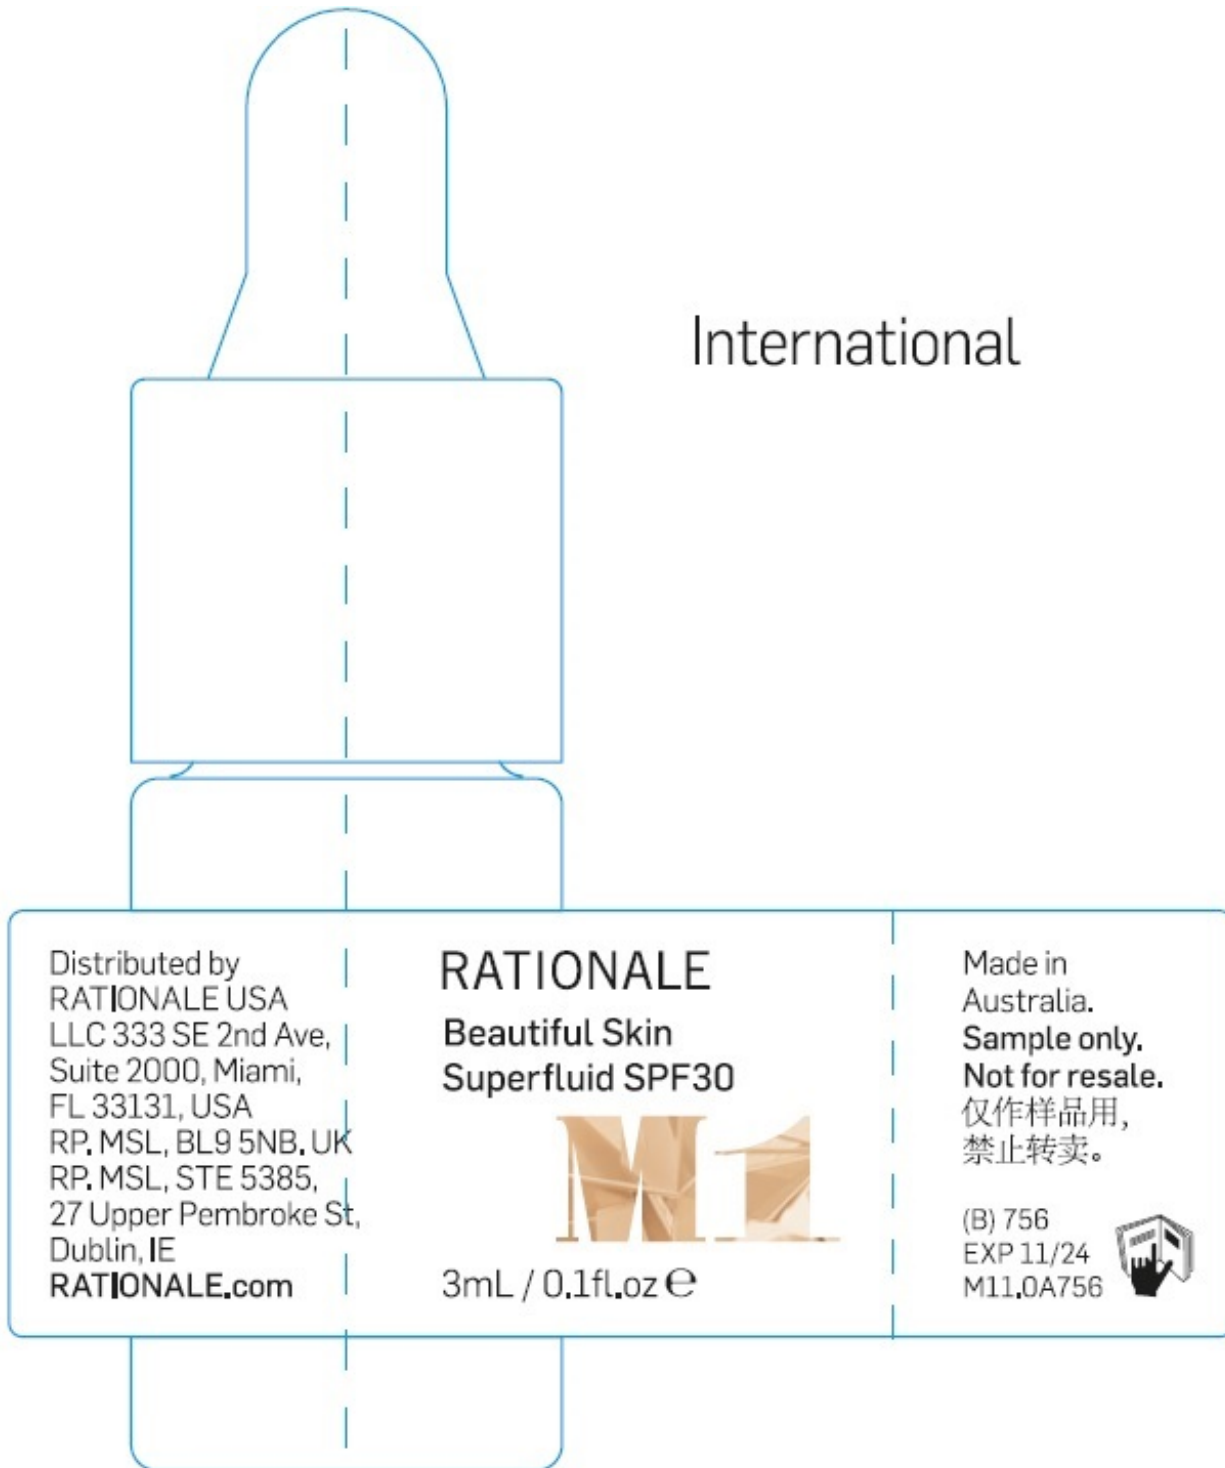 International
Distributed by
RATIONALE USA
LLC 333 SE 2nd Ave,
Suite 2000, Miami,
FL 33131, USA
RP. MSL, BL9 5NB. UK
RP. MSL, STE 5385,
27 Upper Pembroke St,
Dublin, IE
RATIONALE.com
RATIONALE
Beautiful Skin
Superfluid SPF30
M1
3mL / 0.1fl.oz ℮
Made in
Australia.
Sample only.
Not for resale.
仅作样品用，
禁止转卖。
(B) 756
EXP 11/24
M11.0A756